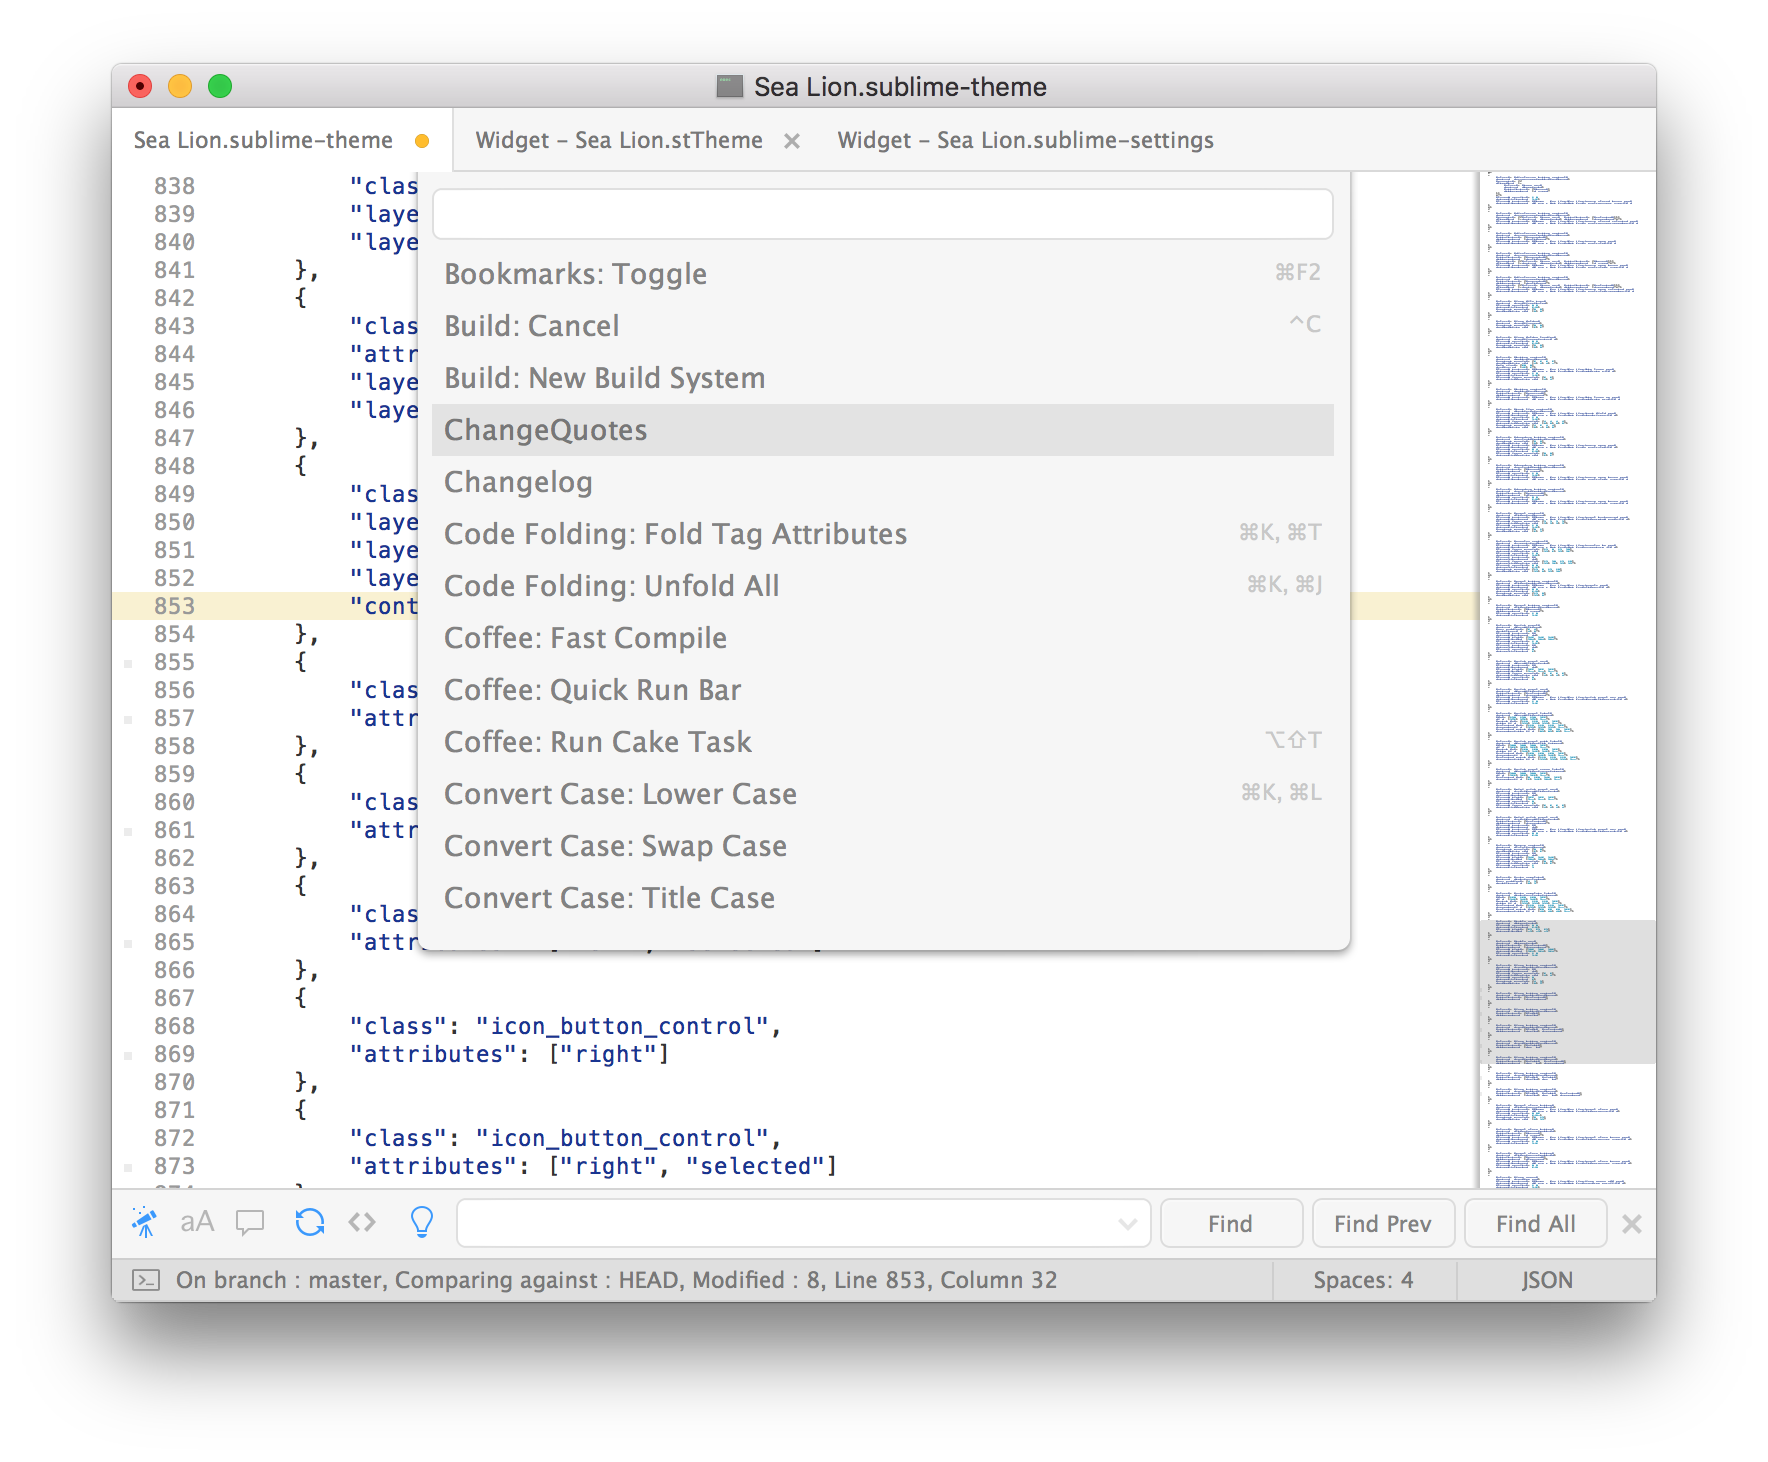 Sea Lion.sublime-theme
Sea Lion.sublime-theme
Widget – Sea Lion.stTheme
Widget – Sea Lion.sublime-settings
838 "clas
839 "laye
840 "laye
841 },
842 {
843 "clas
844 "attr
845 "laye
846 "laye
847 },
848 {
849 "clas
850 "laye
851 "laye
852 "laye
853 "cont
854 },
855 {
856 "clas
857 "attr
858 },
859 {
860 "clas
861 "attr
862 },
863 {
864 "clas
865 "attr
866 },
867 {
868 "class": "icon_button_control",
869 "attributes": ["right"]
870 },
871 {
872 "class": "icon_button_control",
873 "attributes": ["right", "selected"]
Bookmarks: Toggle ⌘F2
Build: Cancel ^C
Build: New Build System
ChangeQuotes
Changelog
Code Folding: Fold Tag Attributes ⌘K, ⌘T
Code Folding: Unfold All ⌘K, ⌘J
Coffee: Fast Compile
Coffee: Quick Run Bar
Coffee: Run Cake Task ⌥⇧T
Convert Case: Lower Case ⌘K, ⌘L
Convert Case: Swap Case
Convert Case: Title Case
aA
Find
Find Prev
Find All
On branch : master, Comparing against : HEAD, Modified : 8, Line 853, Column 32
Spaces: 4
JSON